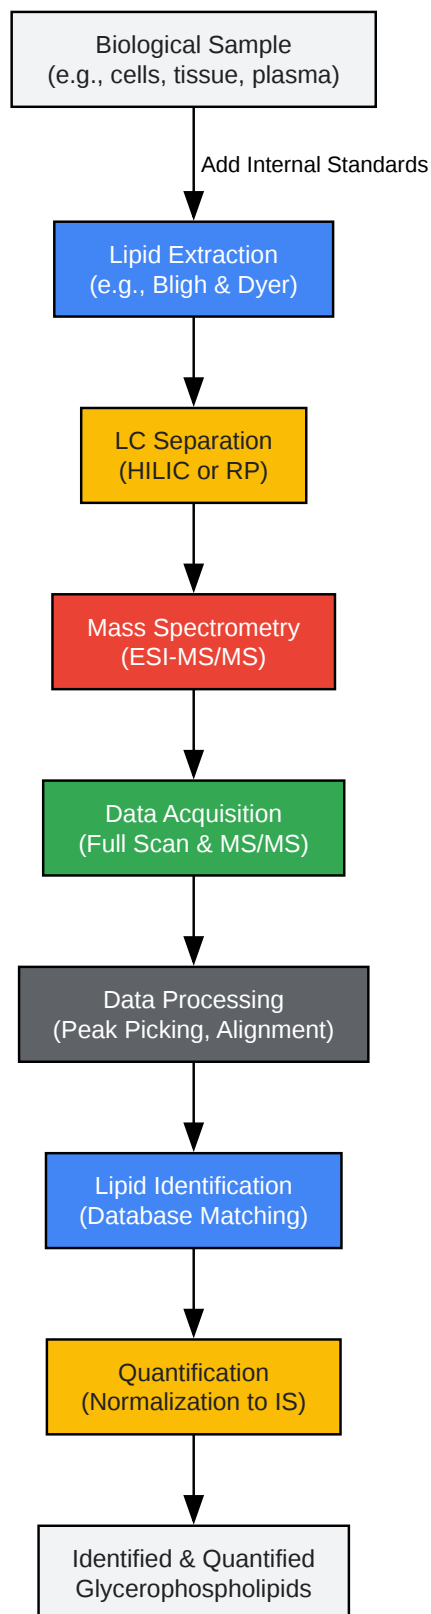 Biological Sample
(e.g., cells, tissue, plasma)
Add Internal Standards
Lipid Extraction
(e.g., Bligh & Dyer)
LC Separation
(HILIC or RP)
Mass Spectrometry
(ESI-MS/MS)
Data Acquisition
(Full Scan & MS/MS)
Data Processing
(Peak Picking, Alignment)
Lipid Identification
(Database Matching)
Quantification
(Normalization to IS)
Identified & Quantified
Glycerophospholipids